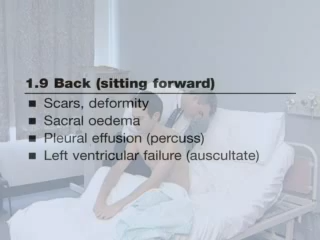 1.9 Back (sitting forward)
■ Scars, deformity
■ Sacral oedema
■ Pleural effusion (percuss)
■ Left ventricular failure (auscultate)